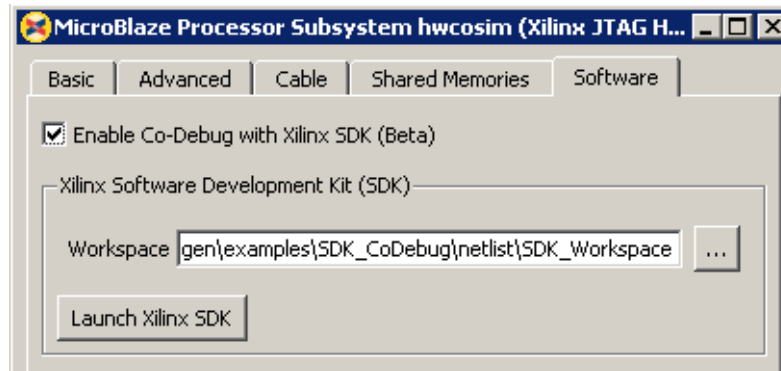 MicroBlaze Processor Subsystem hwcosim (Xilinx JTAG H...
Basic Advanced Cable Shared Memories Software
Enable Co-Debug with Xilinx SDK (Beta)
Xilinx Software Development Kit (SDK)
Workspace gen\examples\SDK_CoDebug\netlist\SDK_Workspace ...
Launch Xilinx SDK